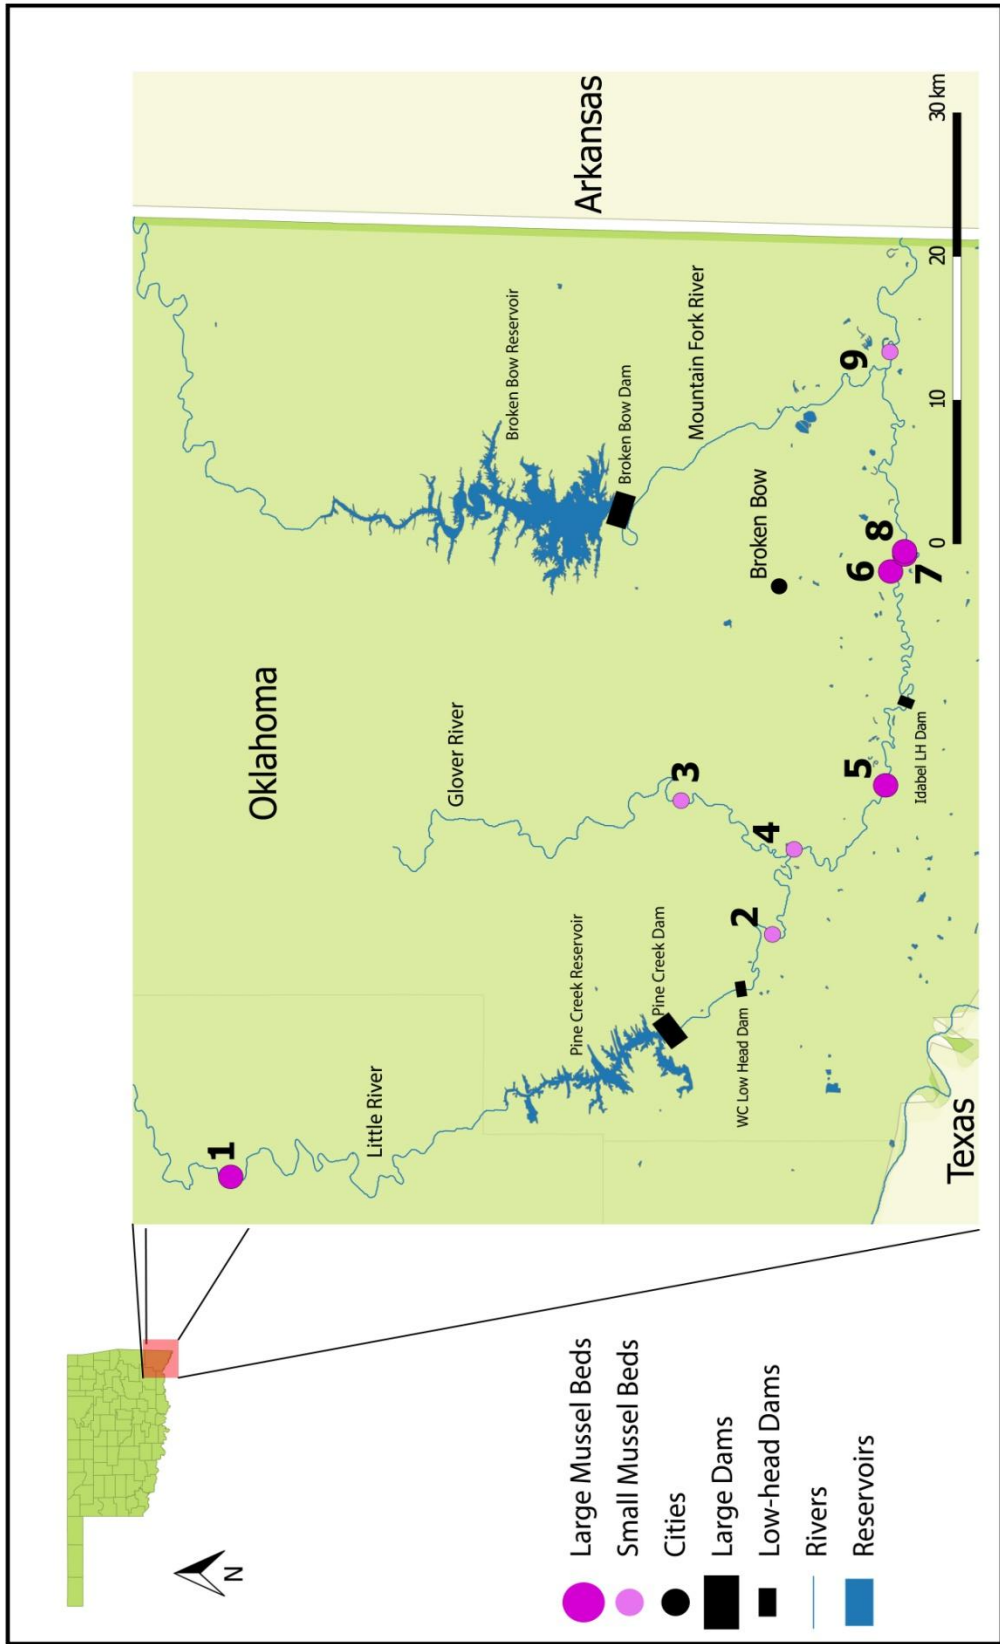 Oklahoma
Arkansas
Texas
Little River
Glover River
Mountain Fork River
Pine Creek Reservoir
Pine Creek Dam
WC Low Head Dam
Broken Bow Reservoir
Broken Bow Dam
Broken Bow
Idabel LH Dam
1
2
3
4
5
6
7
8
9
0 10 20 30 km
N
Large Mussel Beds
Small Mussel Beds
Cities
Large Dams
Low-head Dams
Rivers
Reservoirs